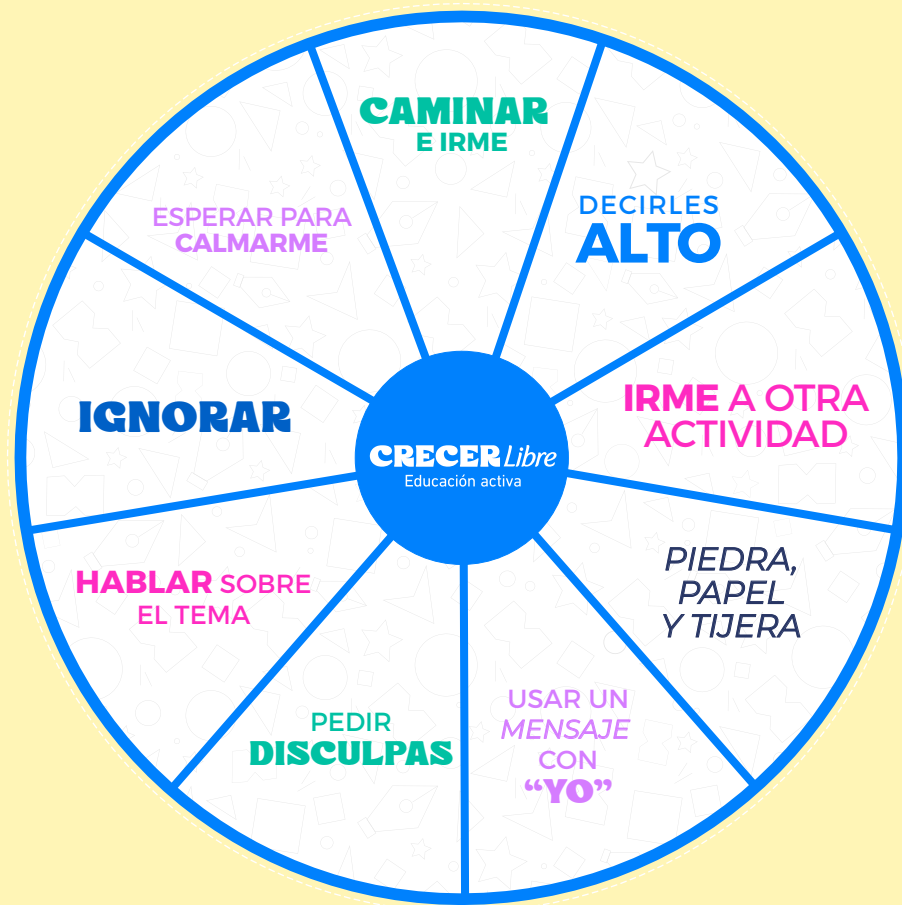 CAMINAR
E IRME
DECIRLES
ALTO
IRME A OTRA
ACTIVIDAD
PIEDRA,
PAPEL
Y TIJERA
USAR UN
MENSAJE
CON
“YO”
PEDIR
DISCULPAS
HABLAR SOBRE
EL TEMA
IGNORAR
ESPERAR PARA
CALMARME
CRECER Libre
Educación activa